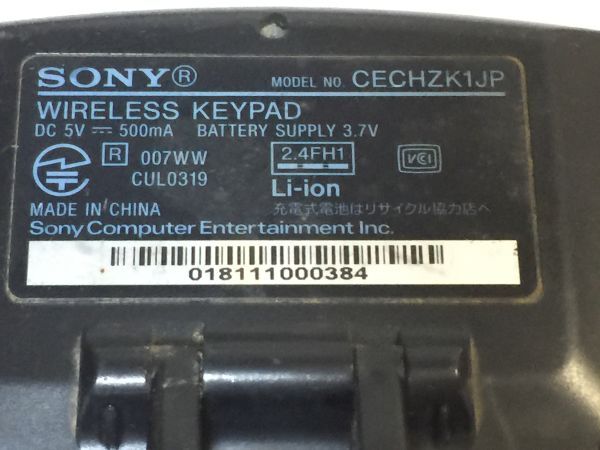 SONY® MODEL NO. CECHZK1JP
WIRELESS KEYPAD
DC 5V ⎓ 500mA BATTERY SUPPLY 3.7V
R 007WW 2.4FH1 VCI
CUL0319 Li-ion
MADE IN CHINA 充電式電池はリサイクル協力店へ
Sony Computer Entertainment Inc.
018111000384